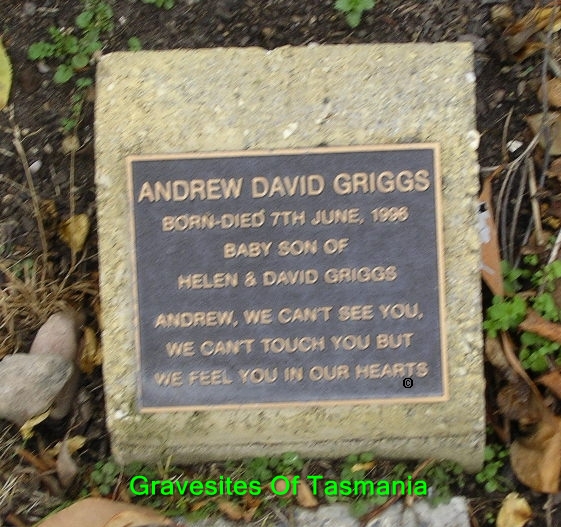 ANDREW DAVID GRIGGS
BORN-DIED 7TH JUNE, 1996
BABY SON OF
HELEN & DAVID GRIGGS
ANDREW, WE CAN'T SEE YOU,
WE CAN'T TOUCH YOU BUT
WE FEEL YOU IN OUR HEARTS
©
Gravesites Of Tasmania